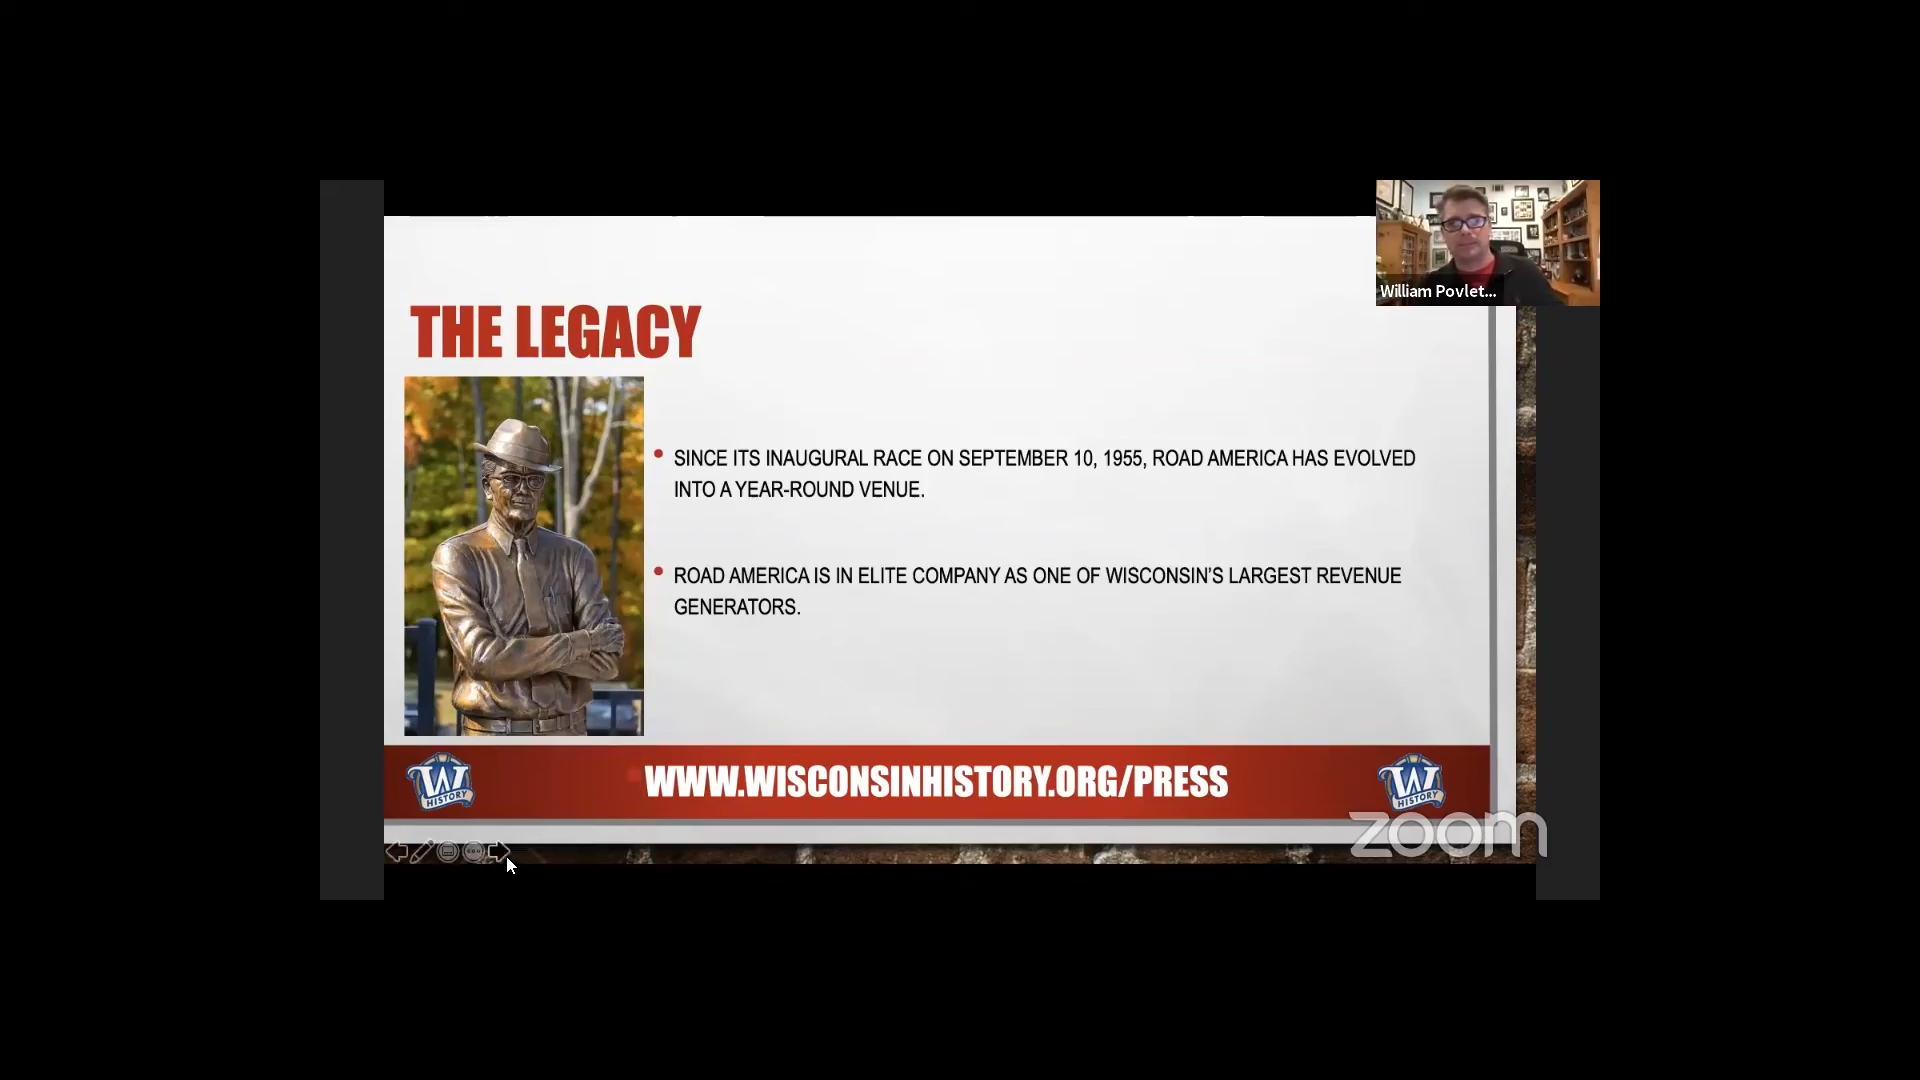 William Povlet...
THE LEGACY
SINCE ITS INAUGURAL RACE ON SEPTEMBER 10, 1955, ROAD AMERICA HAS EVOLVED
INTO A YEAR-ROUND VENUE.
ROAD AMERICA IS IN ELITE COMPANY AS ONE OF WISCONSIN’S LARGEST REVENUE
GENERATORS.
W
HISTORY
WWW.WISCONSINHISTORY.ORG/PRESS
W
HISTORY
zoom